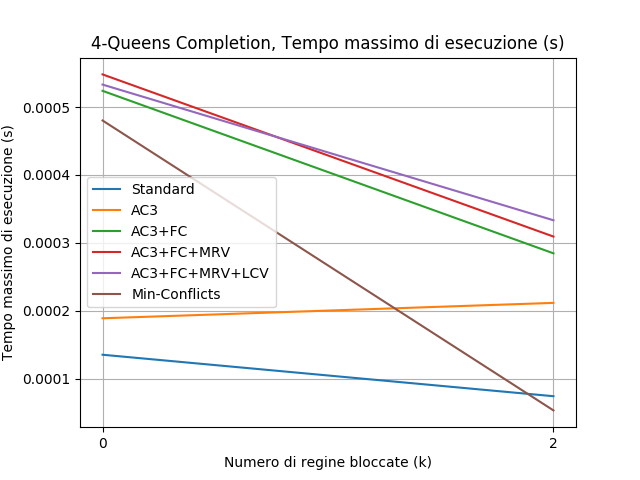 4-Queens Completion, Tempo massimo di esecuzione (s)
Tempo massimo di esecuzione (s)
0.0005
0.0004
0.0003
0.0002
0.0001
Standard
AC3
AC3+FC
AC3+FC+MRV
AC3+FC+MRV+LCV
Min-Conflicts
0
2
Numero di regine bloccate (k)